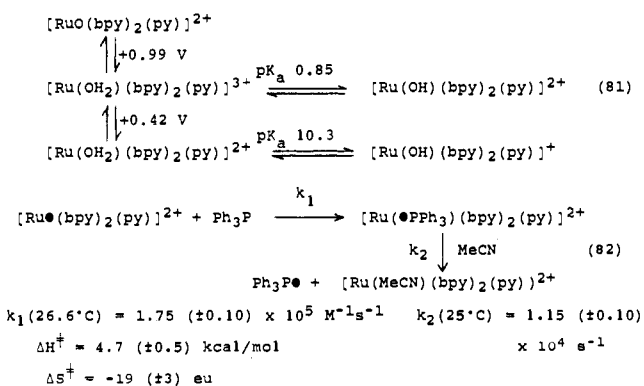 [RuO(bpy)₂(py)]²⁺
+0.99 V
[Ru(OH₂)(bpy)₂(py)]³⁺ pKₐ 0.85 [Ru(OH)(bpy)₂(py)]²⁺ (81)
+0.42 V
[Ru(OH₂)(bpy)₂(py)]²⁺ pKₐ 10.3 [Ru(OH)(bpy)₂(py)]⁺
[Ru●(bpy)₂(py)]²⁺ + Ph₃P k₁ [Ru(●PPh₃)(bpy)₂(py)]²⁺
k₂ MeCN (82)
Ph₃P● + [Ru(MeCN)(bpy)₂(py))²⁺
k₁(26.6°C) = 1.75 (±0.10) x 10⁵ M⁻¹s⁻¹ k₂(25°C) = 1.15 (±0.10)
ΔH‡ = 4.7 (±0.5) kcal/mol x 10⁴ s⁻¹
ΔS‡ = -19 (±3) eu